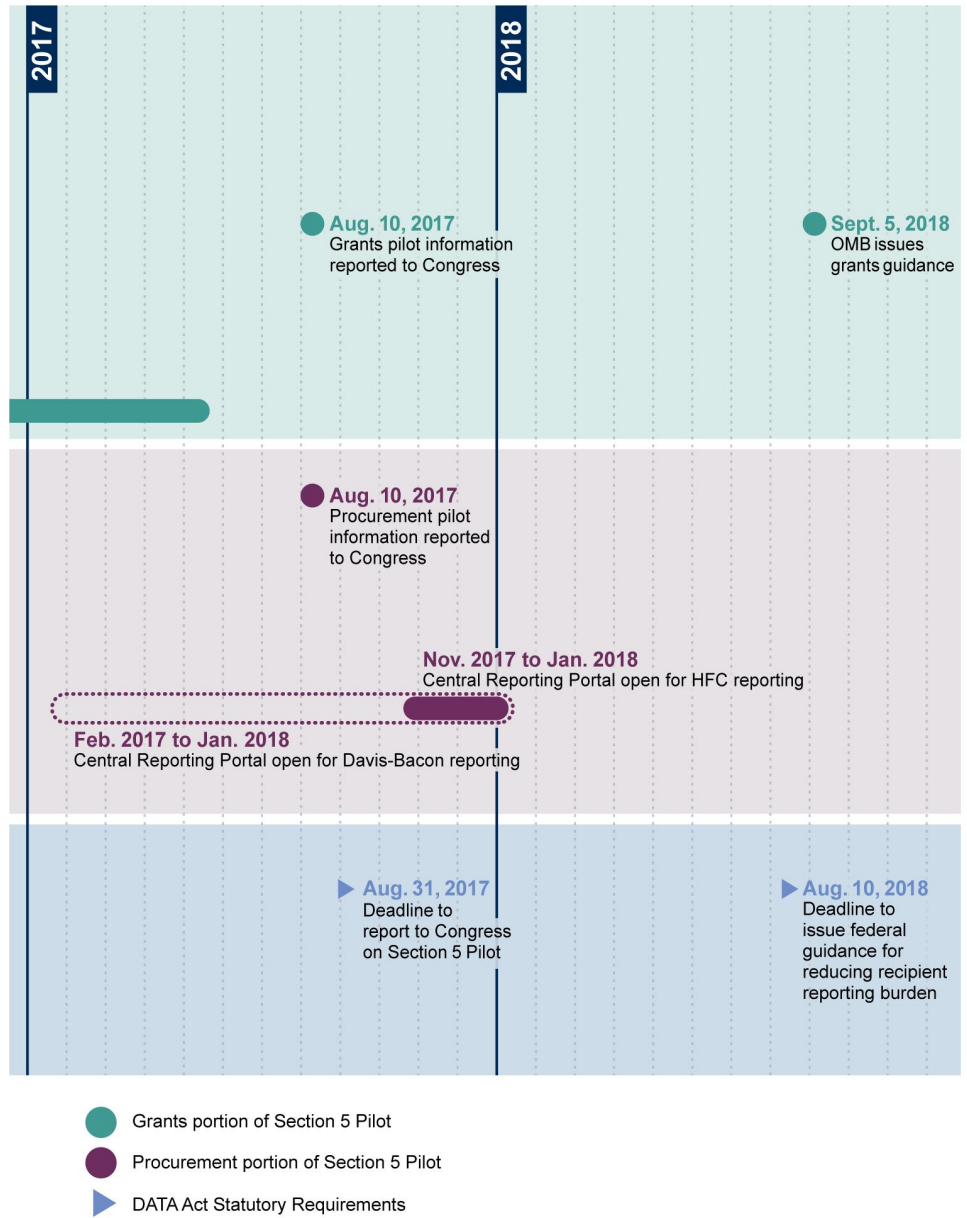 2017
2018
Aug. 10, 2017
Grants pilot information
reported to Congress
Sept. 5, 2018
OMB issues
grants guidance
Aug. 10, 2017
Procurement pilot
information reported
to Congress
Nov. 2017 to Jan. 2018
Central Reporting Portal open for HFC reporting
Feb. 2017 to Jan. 2018
Central Reporting Portal open for Davis-Bacon reporting
Aug. 31, 2017
Deadline to
report to Congress
on Section 5 Pilot
Aug. 10, 2018
Deadline to
issue federal
guidance for
reducing recipient
reporting burden
Grants portion of Section 5 Pilot
Procurement portion of Section 5 Pilot
DATA Act Statutory Requirements